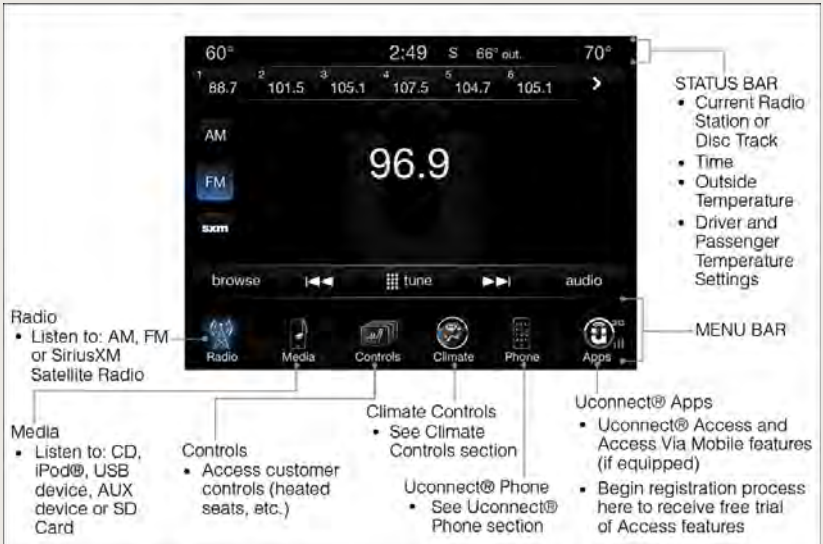 60° 2:49 S 66° out. 70°
1 88.7 2 101.5 3 105.1 4 107.5 5 104.7 6 105.1 >
AM
96.9
FM
sxm
browse tune audio
Radio Media Controls Climate Phone Apps
STATUS BAR
• Current Radio
Station or
Disc Track
• Time
• Outside
Temperature
• Driver and
Passenger
Temperature
Settings
MENU BAR
Radio
• Listen to: AM, FM
or SiriusXM
Satellite Radio
Media
• Listen to: CD,
iPod®, USB
device, AUX
device or SD
Card
Controls
• Access customer
controls (heated
seats, etc.)
Climate Controls
• See Climate
Controls section
Uconnect® Phone
• See Uconnect®
Phone section
Uconnect® Apps
• Uconnect® Access and
Access Via Mobile features
(if equipped)
• Begin registration process
here to receive free trial
of Access features